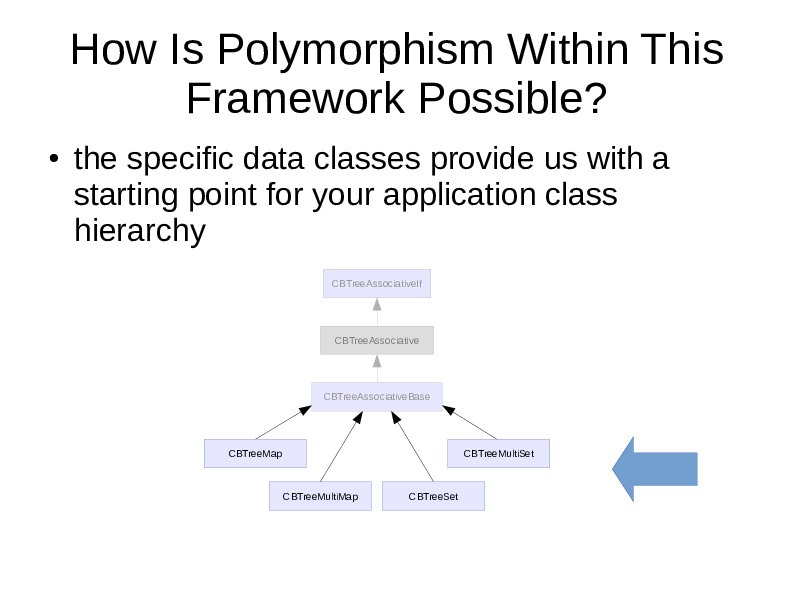 How Is Polymorphism Within This
Framework Possible?
• the specific data classes provide us with a
starting point for your application class
hierarchy
CBTreeAssociativeIf
CBTreeAssociative
CBTreeAssociativeBase
CBTreeMap
CBTreeMultiSet
CBTreeMultiMap
CBTreeSet